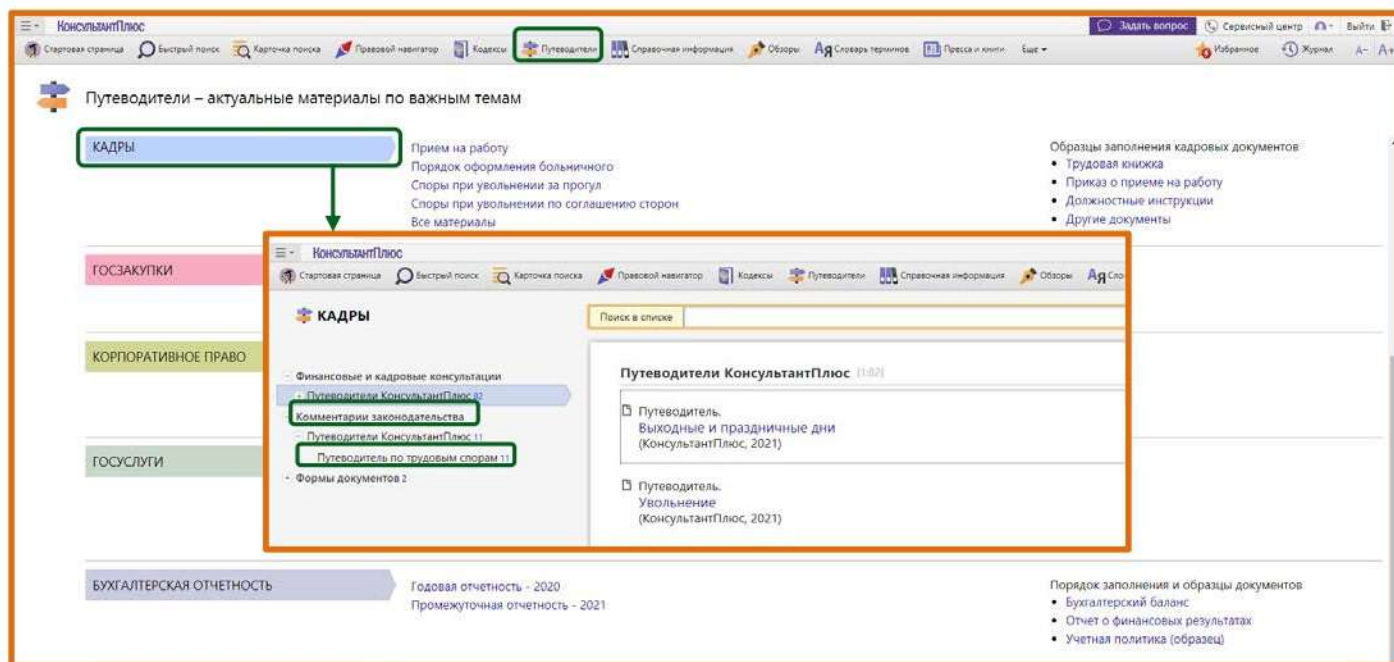 КонсультантПлюс
Задать вопрос
Сервисный центр
Выйти
Стартовая страница Быстрый поиск Карточка поиска Правовой навигатор Кодексы Путеводители Справочная информация Обзоры Словарь терминов Пресса и книги Еще
Избранное Журнал А- А+
Путеводители – актуальные материалы по важным темам
КАДРЫ
Прием на работу
Порядок оформления больничного
Споры при увольнении за прогул
Споры при увольнении по соглашению сторон
Все материалы
Образцы заполнения кадровых документов
• Трудовая книжка
• Приказ о приеме на работу
• Должностные инструкции
• Другие документы
ГОСЗАКУПКИ
КОРПОРАТИВНОЕ ПРАВО
ГОСУСЛУГИ
КонсультантПлюс
Стартовая страница Быстрый поиск Карточка поиска Правовой навигатор Кодексы Путеводители Справочная информация Обзоры Сло
КАДРЫ
Поиск в списке
Финансовые и кадровые консультации
Путеводители КонсультантПлюс 82
Комментарии законодательства
Путеводители КонсультантПлюс 11
Путеводитель по трудовым спорам 11
Формы документов 2
Путеводители КонсультантПлюс [1:82]
Путеводитель.
Выходные и праздничные дни
(КонсультантПлюс, 2021)
Путеводитель.
Увольнение
(КонсультантПлюс, 2021)
БУХГАЛТЕРСКАЯ ОТЧЕТНОСТЬ
Годовая отчетность - 2020
Промежуточная отчетность - 2021
Порядок заполнения и образцы документов
• Бухгалтерский баланс
• Отчет о финансовых результатах
• Учетная политика (образец)